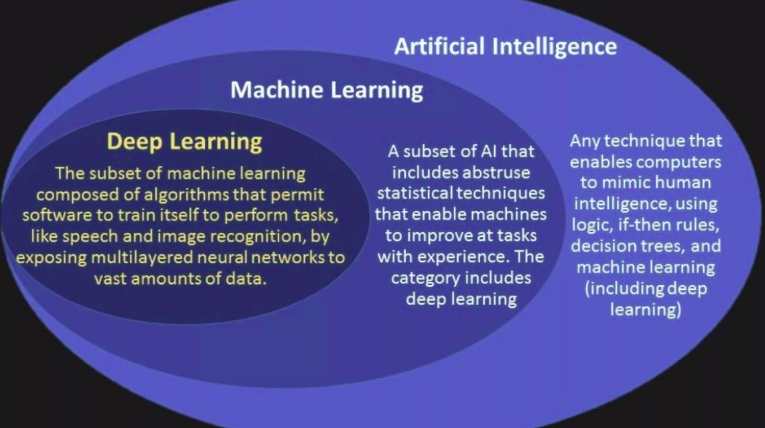 Artificial Intelligence
Machine Learning
Deep Learning
The subset of machine learning
composed of algorithms that permit
software to train itself to perform tasks,
like speech and image recognition, by
exposing multilayered neural networks to
vast amounts of data.
A subset of AI that
includes abstruse
statistical techniques
that enable machines
to improve at tasks
with experience. The
category includes
deep learning
Any technique that
enables computers
to mimic human
intelligence, using
logic, if-then rules,
decision trees, and
machine learning
(including deep
learning)